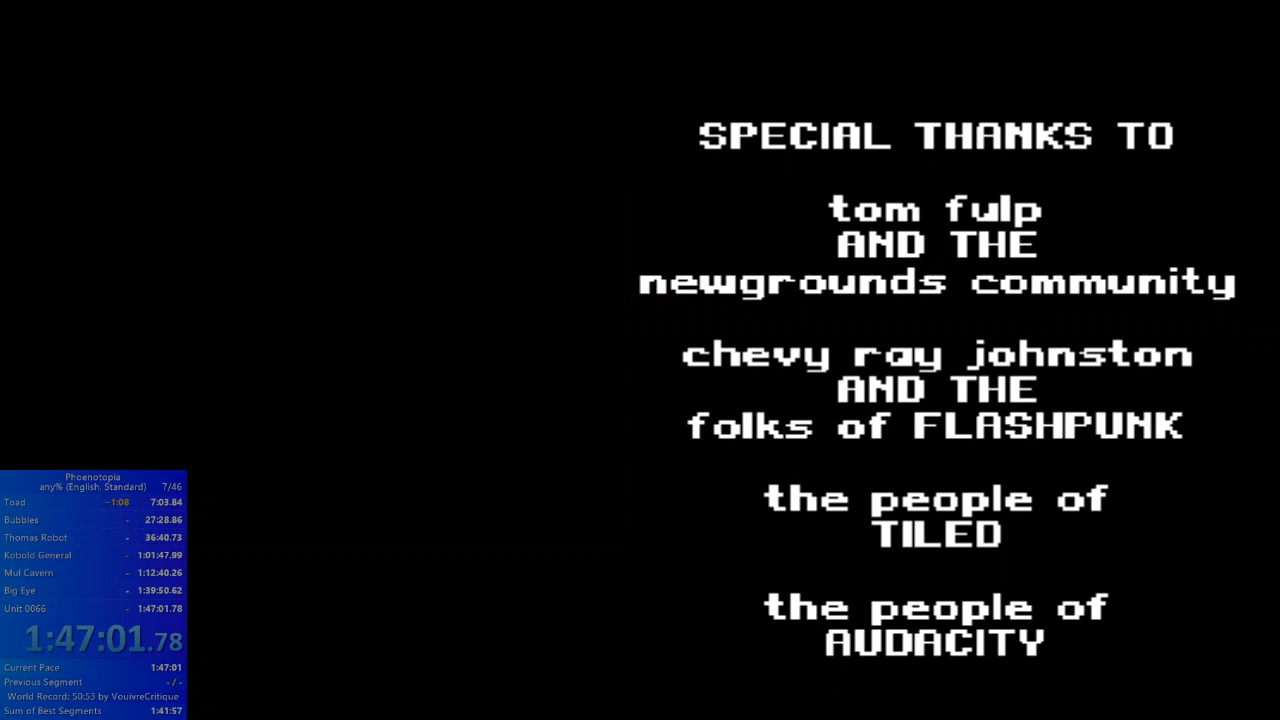 SPECIAL THANKS TO
tom fulp
AND THE
newgrounds community
chevy ray johnston
AND THE
folks of FLASHPUNK
the people of
TILED
the people of
AUDACITY
Phoenotopia
any% (English, Standard) 7/46
Toad -1:08 7:03.84
Bubbles - 27:28.86
Thomas Robot - 36:40.73
Kobold General - 1:01:47.99
Mul Cavern - 1:12:40.26
Big Eye - 1:39:50.62
Unit 0066 - 1:47:01.78
1:47:01.78
Current Pace 1:47:01
Previous Segment - / -
World Record: 50:53 by VouivreCritique
Sum of Best Segments 1:41:57